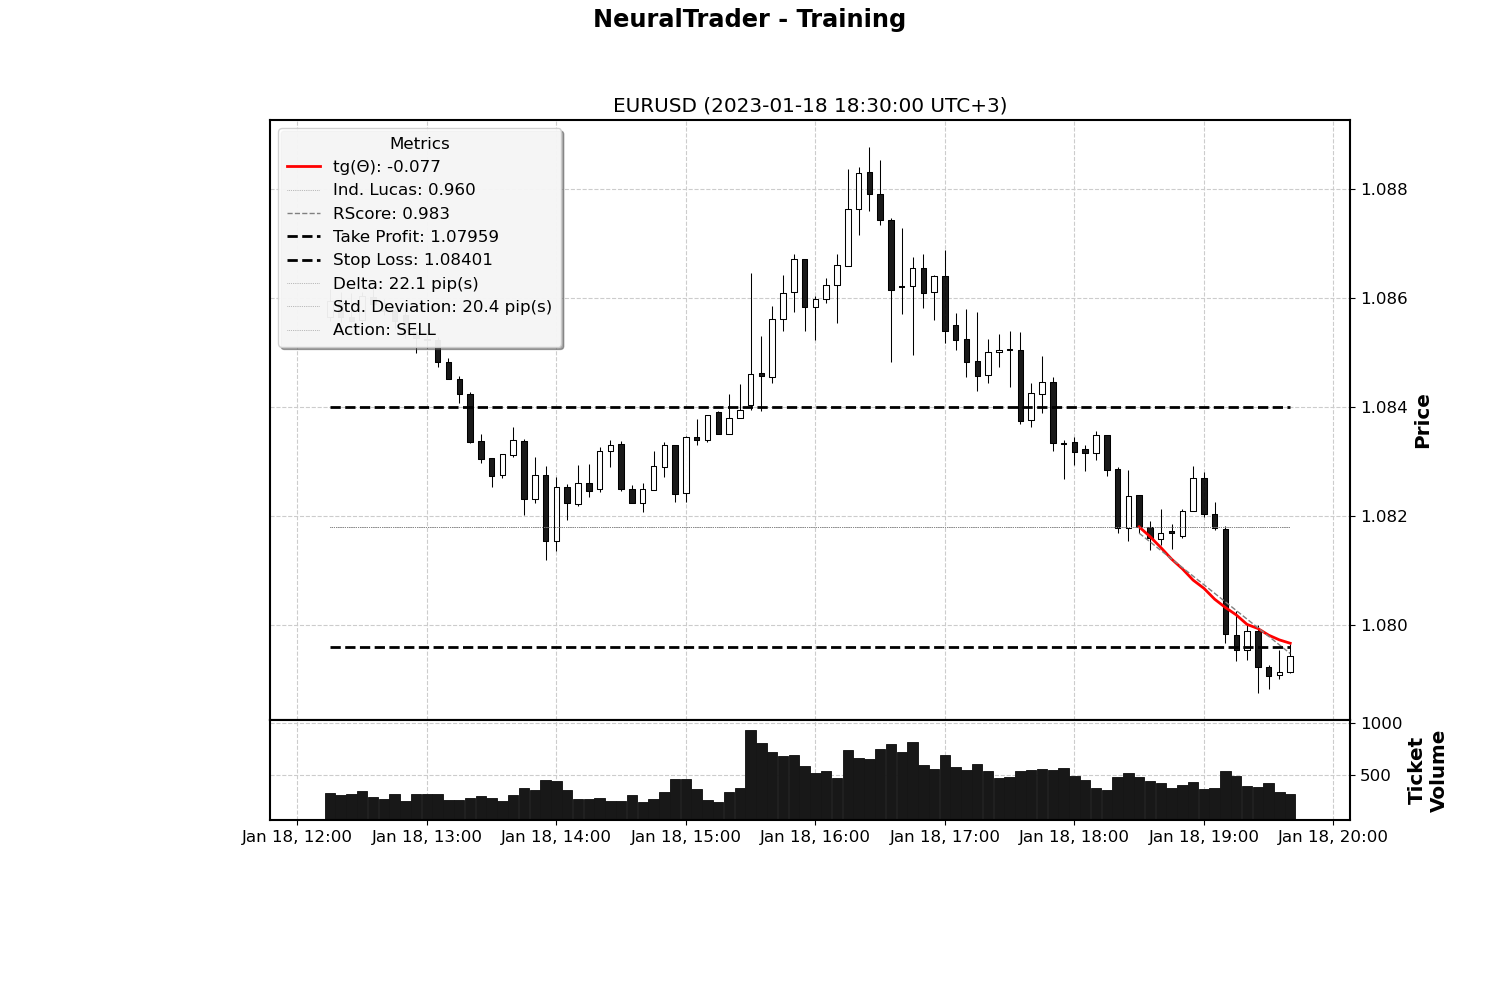 NeuralTrader - Training
EURUSD (2023-01-18 18:30:00 UTC+3)
Metrics
tg(Θ): -0.077
Ind. Lucas: 0.960
RScore: 0.983
Take Profit: 1.07959
Stop Loss: 1.08401
Delta: 22.1 pip(s)
Std. Deviation: 20.4 pip(s)
Action: SELL
1.088
1.086
1.084
1.082
1.080
Price
1000
500
Ticket
Volume
Jan 18, 12:00 Jan 18, 13:00 Jan 18, 14:00 Jan 18, 15:00 Jan 18, 16:00 Jan 18, 17:00 Jan 18, 18:00 Jan 18, 19:00 Jan 18, 20:00